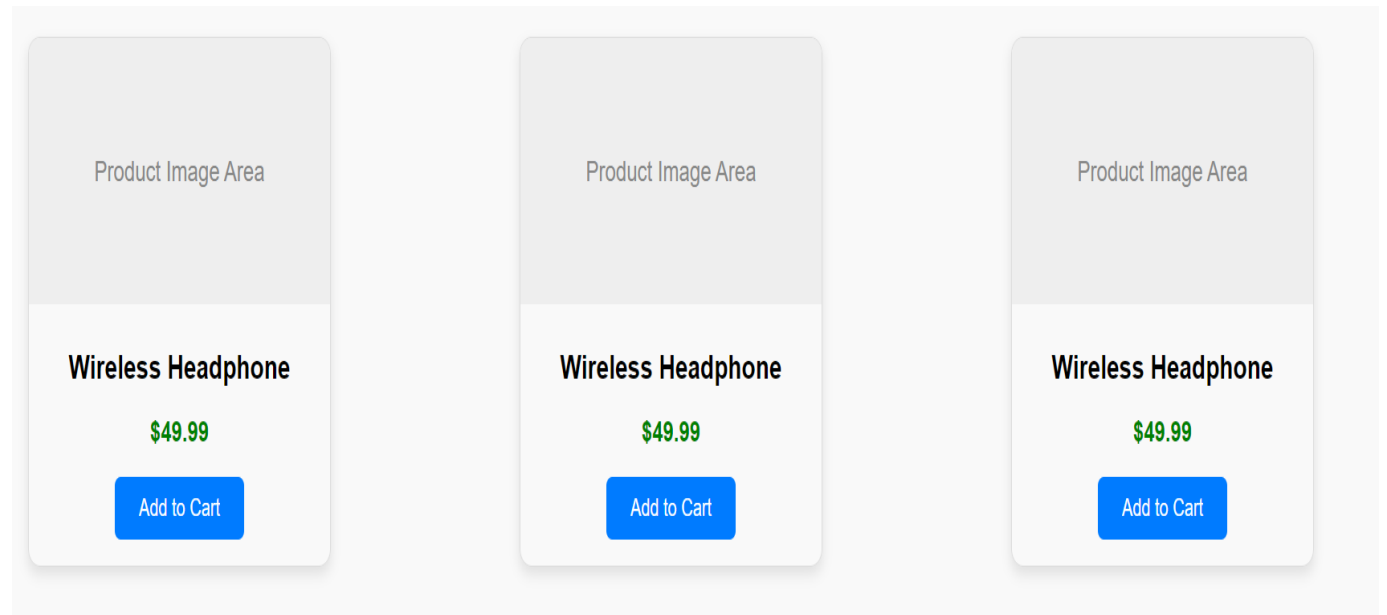 Product Image Area
Wireless Headphone
$49.99
Add to Cart
Product Image Area
Wireless Headphone
$49.99
Add to Cart
Product Image Area
Wireless Headphone
$49.99
Add to Cart